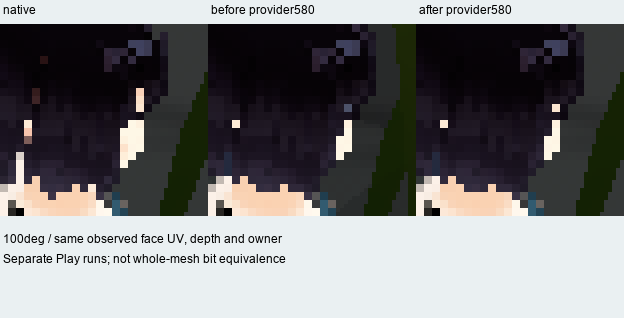 native
before provider580
after provider580
100deg / same observed face UV, depth and owner
Separate Play runs; not whole-mesh bit equivalence